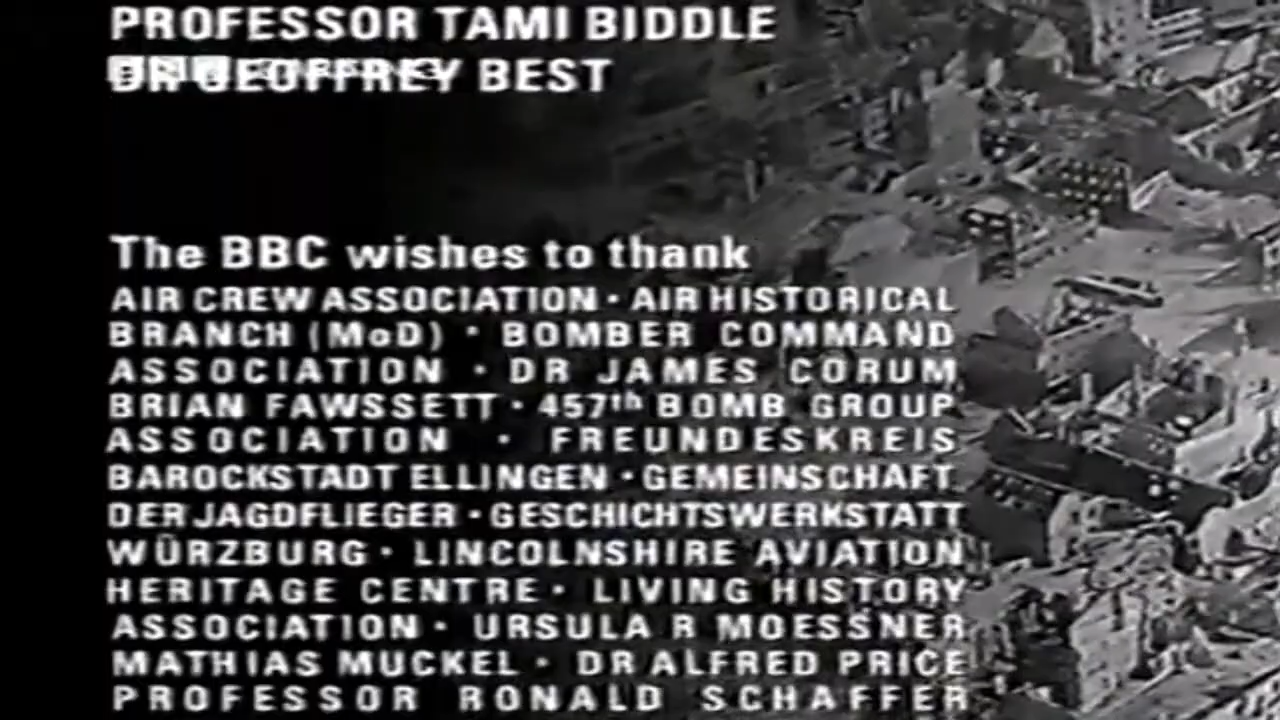 PROFESSOR TAMI BIDDLE
DR GEOFFREY BEST
The BBC wishes to thank
AIR CREW ASSOCIATION · AIR HISTORICAL
BRANCH (MoD) · BOMBER COMMAND
ASSOCIATION · DR JAMES CORUM
BRIAN FAWSSETT · 457th BOMB GROUP
ASSOCIATION · FREUNDESKREIS
BAROCKSTADT ELLINGEN · GEMEINSCHAFT
DER JAGDFLIEGER · GESCHICHTSWERKSTATT
WÜRZBURG · LINCOLNSHIRE AVIATION
HERITAGE CENTRE · LIVING HISTORY
ASSOCIATION · URSULA R MOESSNER
MATHIAS MUCKEL · DR ALFRED PRICE
PROFESSOR RONALD SCHAFFER